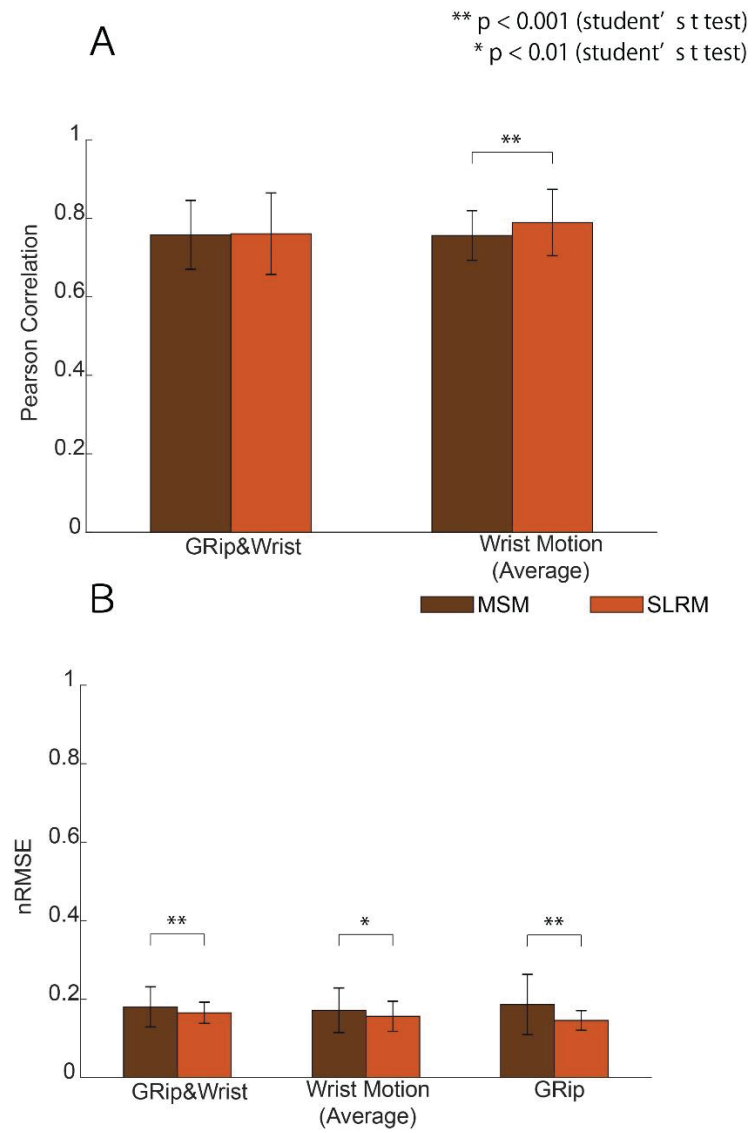 ** p < 0.001 (student’ s t test)
* p < 0.01 (student’ s t test)
A
1
0.8
0.6
0.4
0.2
0
Pearson Correlation
**
GRip&Wrist
Wrist Motion
(Average)
B
MSM
SLRM
1
0.8
0.6
0.4
0.2
0
nRMSE
**
*
**
GRip&Wrist
Wrist Motion
(Average)
GRip